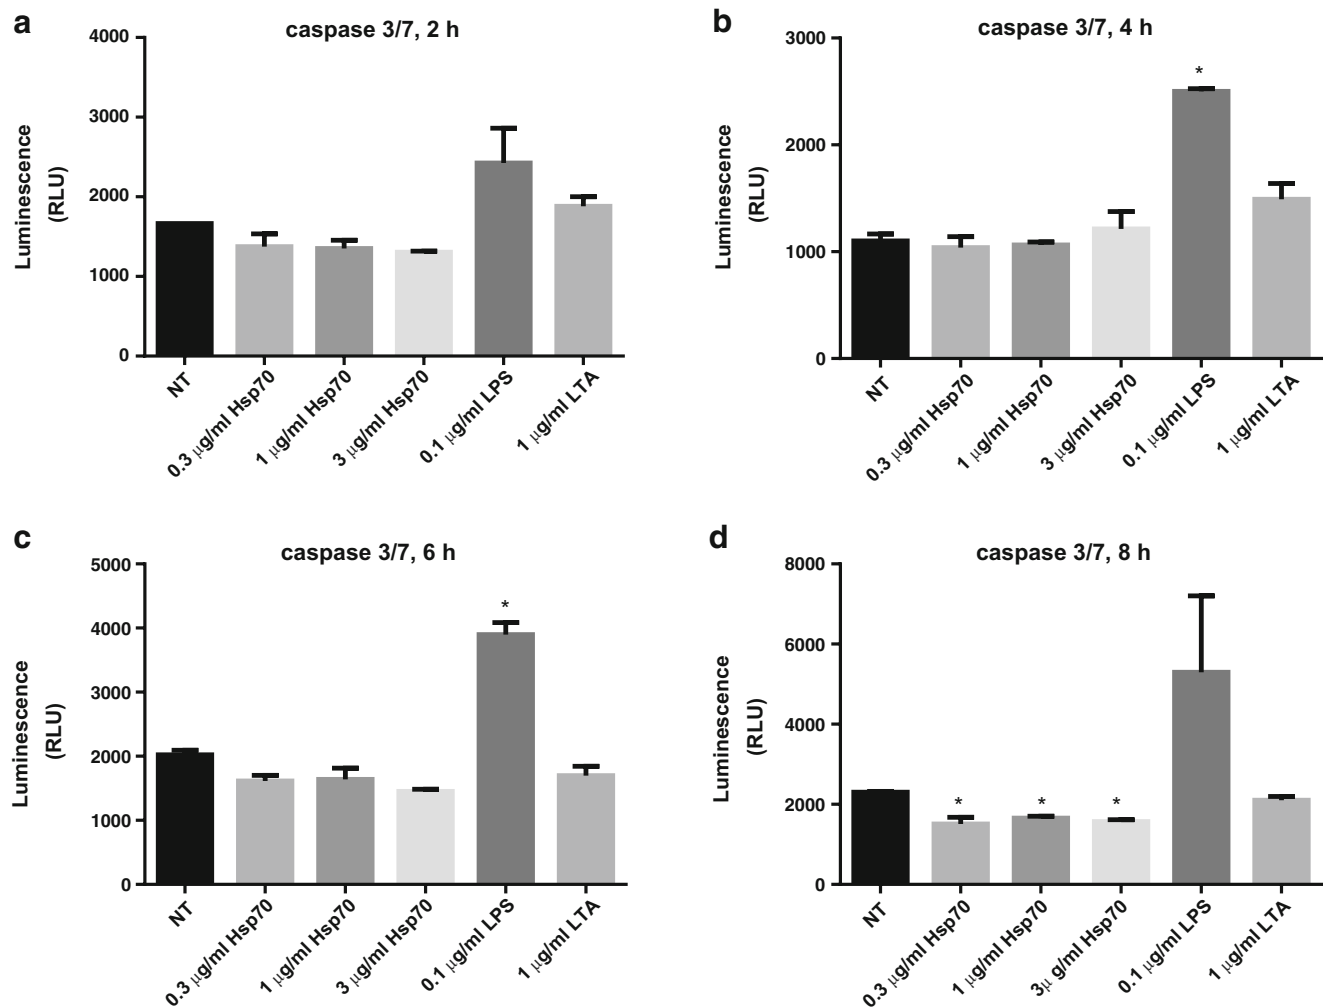 a
caspase 3/7, 2 h
Luminescence
(RLU)
4000
3000
2000
1000
0
NT
0.3 μg/ml Hsp70
1 μg/ml Hsp70
3 μg/ml Hsp70
0.1 μg/ml LPS
1 μg/ml LTA
b
caspase 3/7, 4 h
Luminescence
(RLU)
3000
2000
1000
0
*
NT
0.3 μg/ml Hsp70
1 μg/ml Hsp70
3 μg/ml Hsp70
0.1 μg/ml LPS
1 μg/ml LTA
c
caspase 3/7, 6 h
Luminescence
(RLU)
5000
4000
3000
2000
1000
0
*
NT
0.3 μg/ml Hsp70
1 μg/ml Hsp70
3 μg/ml Hsp70
0.1 μg/ml LPS
1 μg/ml LTA
d
caspase 3/7, 8 h
Luminescence
(RLU)
8000
6000
4000
2000
0
* * *
NT
0.3 μg/ml Hsp70
1 μg/ml Hsp70
3μ g/ml Hsp70
0.1 μg/ml LPS
1 μg/ml LTA